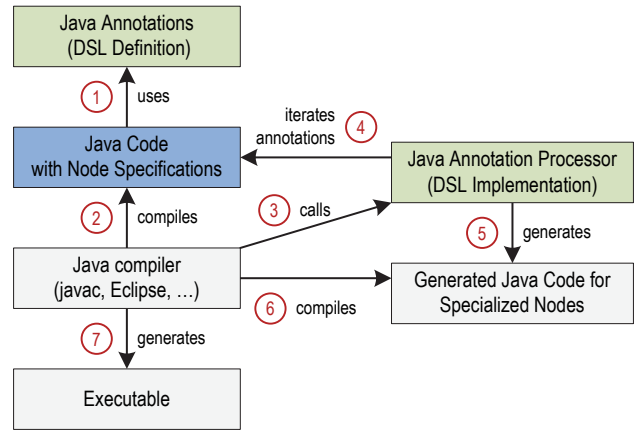 Java Annotations
(DSL Definition)
1 uses
iterates
annotations 4
Java Code
with Node Specifications
Java Annotation Processor
(DSL Implementation)
2 compiles
3 calls
5 generates
Java compiler
(javac, Eclipse, …)
Generated Java Code for
Specialized Nodes
6 compiles
7 generates
Executable